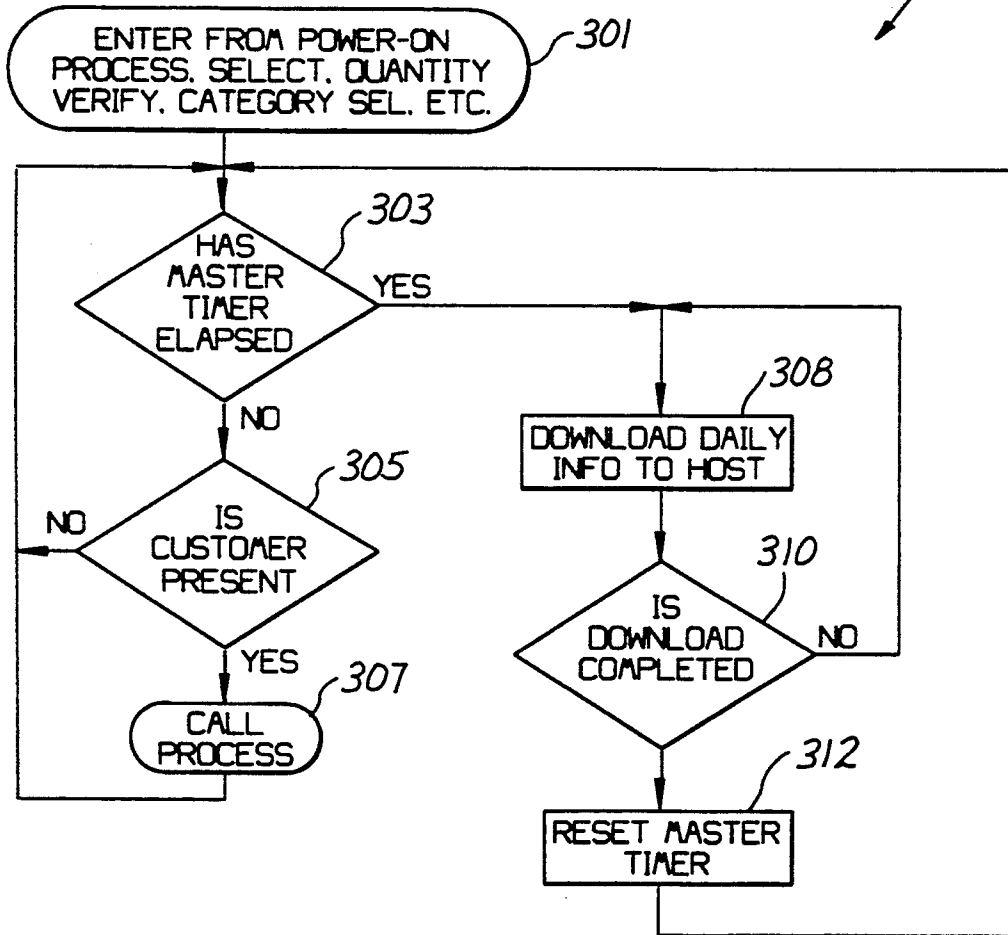 ENTER FROM POWER-ON
PROCESS, SELECT, QUANTITY
VERIFY, CATEGORY SEL. ETC.
301
HAS
MASTER
TIMER
ELAPSED
303
YES
NO
IS
CUSTOMER
PRESENT
305
NO
YES
CALL
PROCESS
307
DOWNLOAD DAILY
INFO TO HOST
308
IS
DOWNLOAD
COMPLETED
310
NO
RESET MASTER
TIMER
312